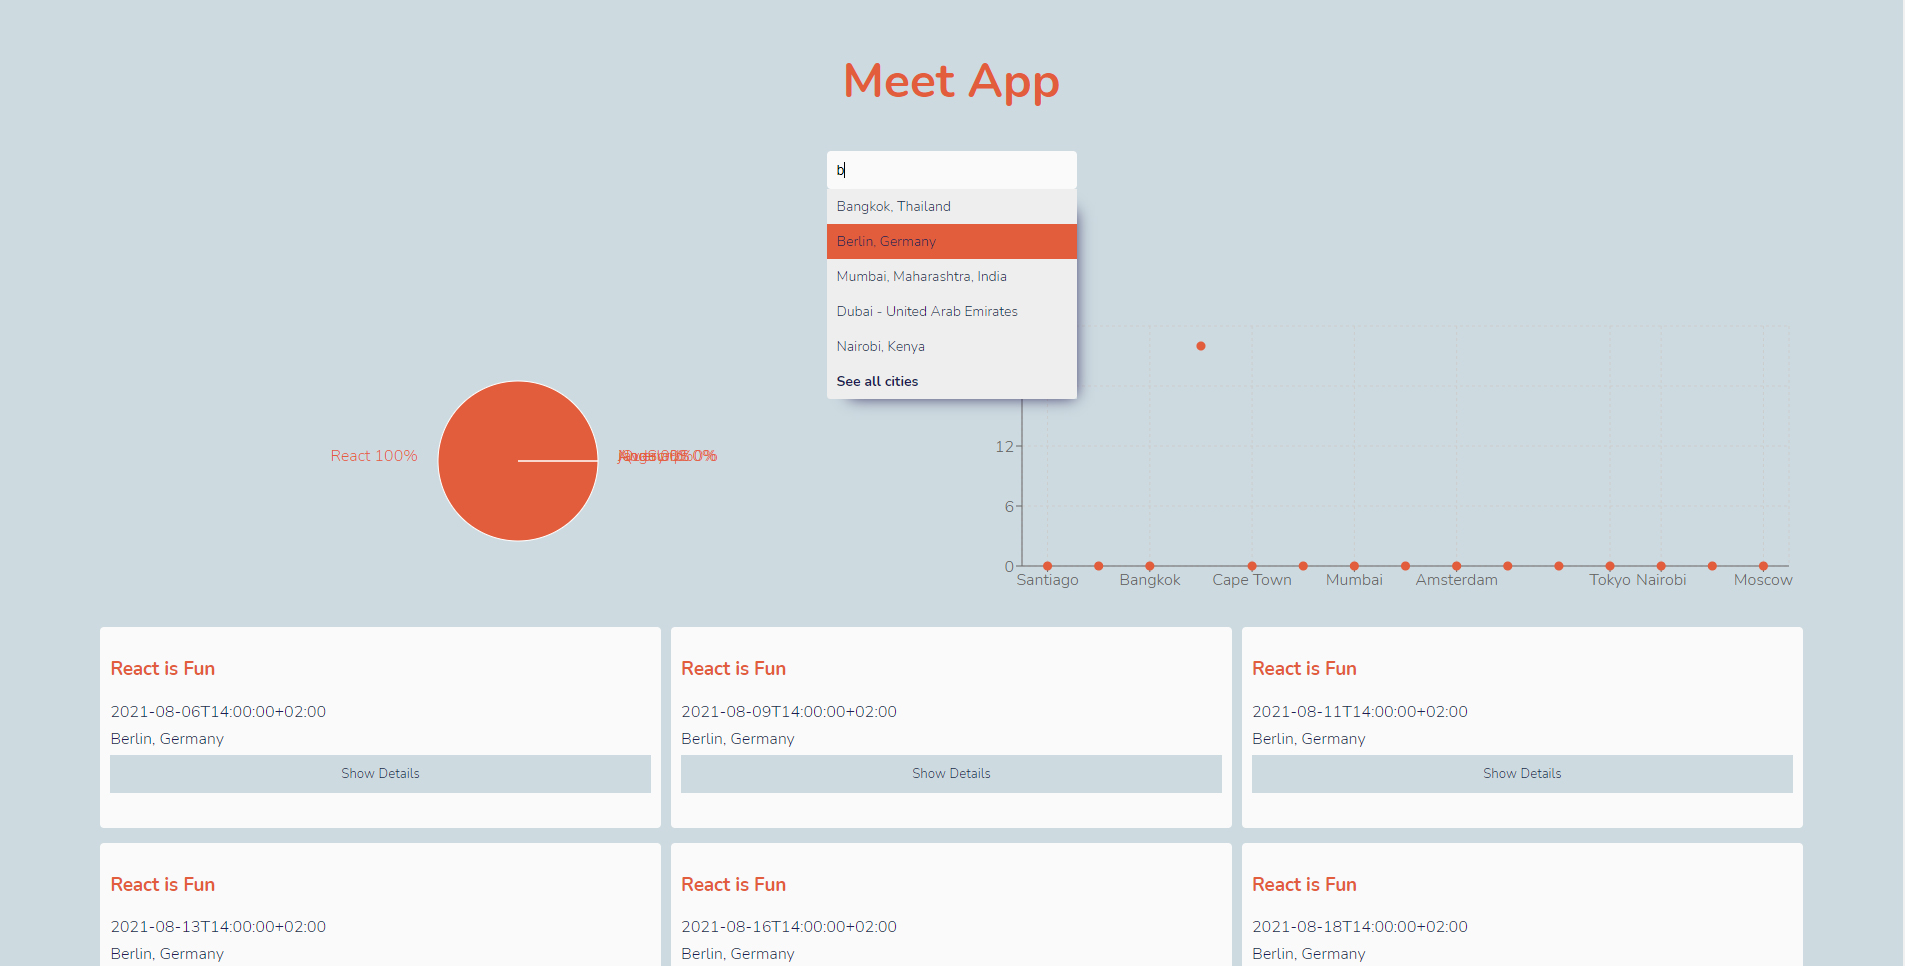 Meet App
b
Bangkok, Thailand
Berlin, Germany
Mumbai, Maharashtra, India
Dubai - United Arab Emirates
Nairobi, Kenya
See all cities
React 100%
12
6
0
Santiago Bangkok Cape Town Mumbai Amsterdam Tokyo Nairobi Moscow
React is Fun
2021-08-06T14:00:00+02:00
Berlin, Germany
Show Details
React is Fun
2021-08-09T14:00:00+02:00
Berlin, Germany
Show Details
React is Fun
2021-08-11T14:00:00+02:00
Berlin, Germany
Show Details
React is Fun
2021-08-13T14:00:00+02:00
Berlin, Germany
React is Fun
2021-08-16T14:00:00+02:00
Berlin, Germany
React is Fun
2021-08-18T14:00:00+02:00
Berlin, Germany